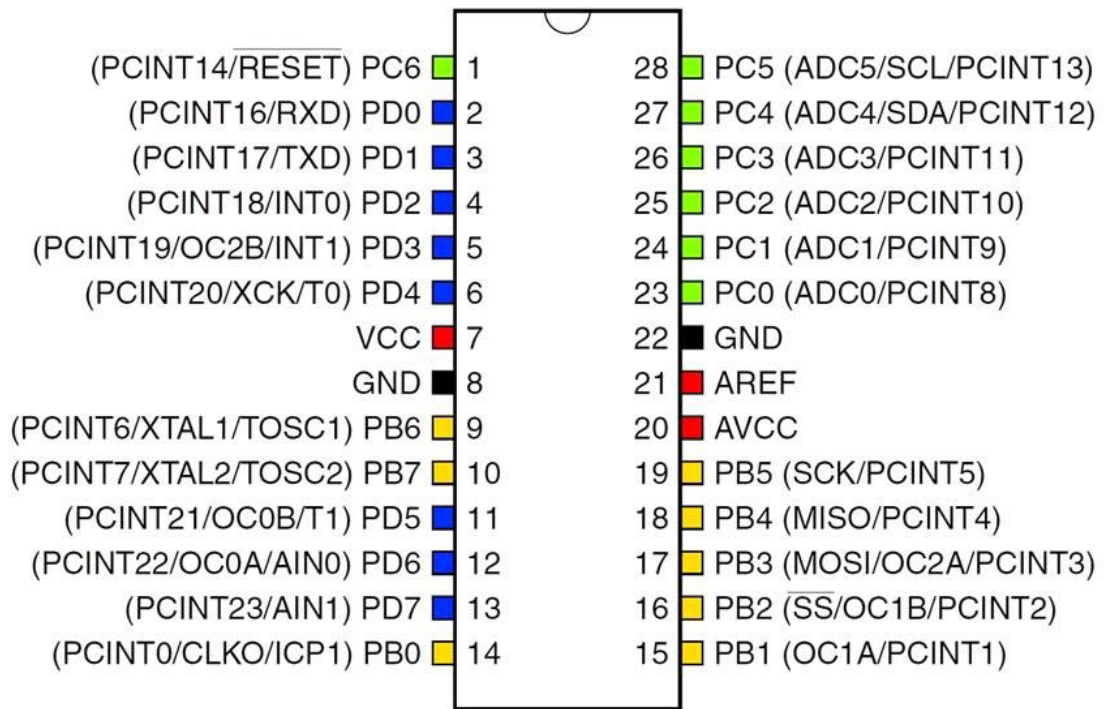 (PCINT14/RESET) PC6 1 28 PC5 (ADC5/SCL/PCINT13)
(PCINT16/RXD) PD0 2 27 PC4 (ADC4/SDA/PCINT12)
(PCINT17/TXD) PD1 3 26 PC3 (ADC3/PCINT11)
(PCINT18/INT0) PD2 4 25 PC2 (ADC2/PCINT10)
(PCINT19/OC2B/INT1) PD3 5 24 PC1 (ADC1/PCINT9)
(PCINT20/XCK/T0) PD4 6 23 PC0 (ADC0/PCINT8)
VCC 7 22 GND
GND 8 21 AREF
(PCINT6/XTAL1/TOSC1) PB6 9 20 AVCC
(PCINT7/XTAL2/TOSC2) PB7 10 19 PB5 (SCK/PCINT5)
(PCINT21/OC0B/T1) PD5 11 18 PB4 (MISO/PCINT4)
(PCINT22/OC0A/AIN0) PD6 12 17 PB3 (MOSI/OC2A/PCINT3)
(PCINT23/AIN1) PD7 13 16 PB2 (SS/OC1B/PCINT2)
(PCINT0/CLKO/ICP1) PB0 14 15 PB1 (OC1A/PCINT1)